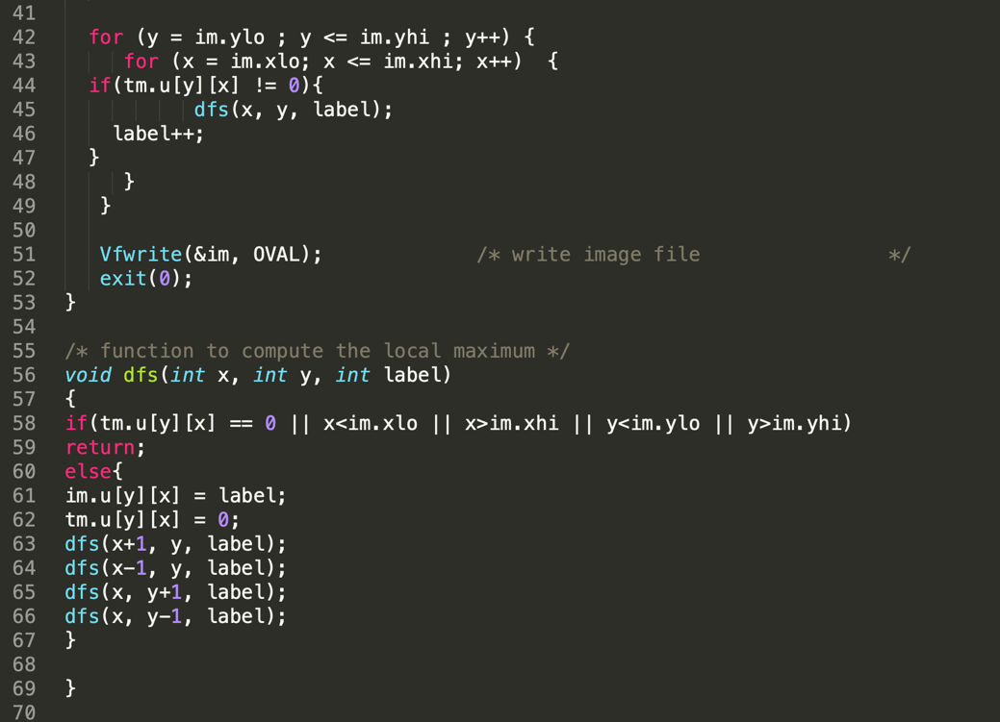 41
42 for (y = im.ylo ; y <= im.yhi ; y++) {
43 for (x = im.xlo; x <= im.xhi; x++)  {
44 if(tm.u[y][x] != 0){
45 dfs(x, y, label);
46 label++;
47 }
48 }
49 }
50
51 Vfwrite(&im, OVAL); /* write image file */
52 exit(0);
53 }
54
55 /* function to compute the local maximum */
56 void dfs(int x, int y, int label)
57 {
58 if(tm.u[y][x] == 0 || x<im.xlo || x>im.xhi || y<im.ylo || y>im.yhi)
59 return;
60 else{
61 im.u[y][x] = label;
62 tm.u[y][x] = 0;
63 dfs(x+1, y, label);
64 dfs(x-1, y, label);
65 dfs(x, y+1, label);
66 dfs(x, y-1, label);
67 }
68
69 }
70